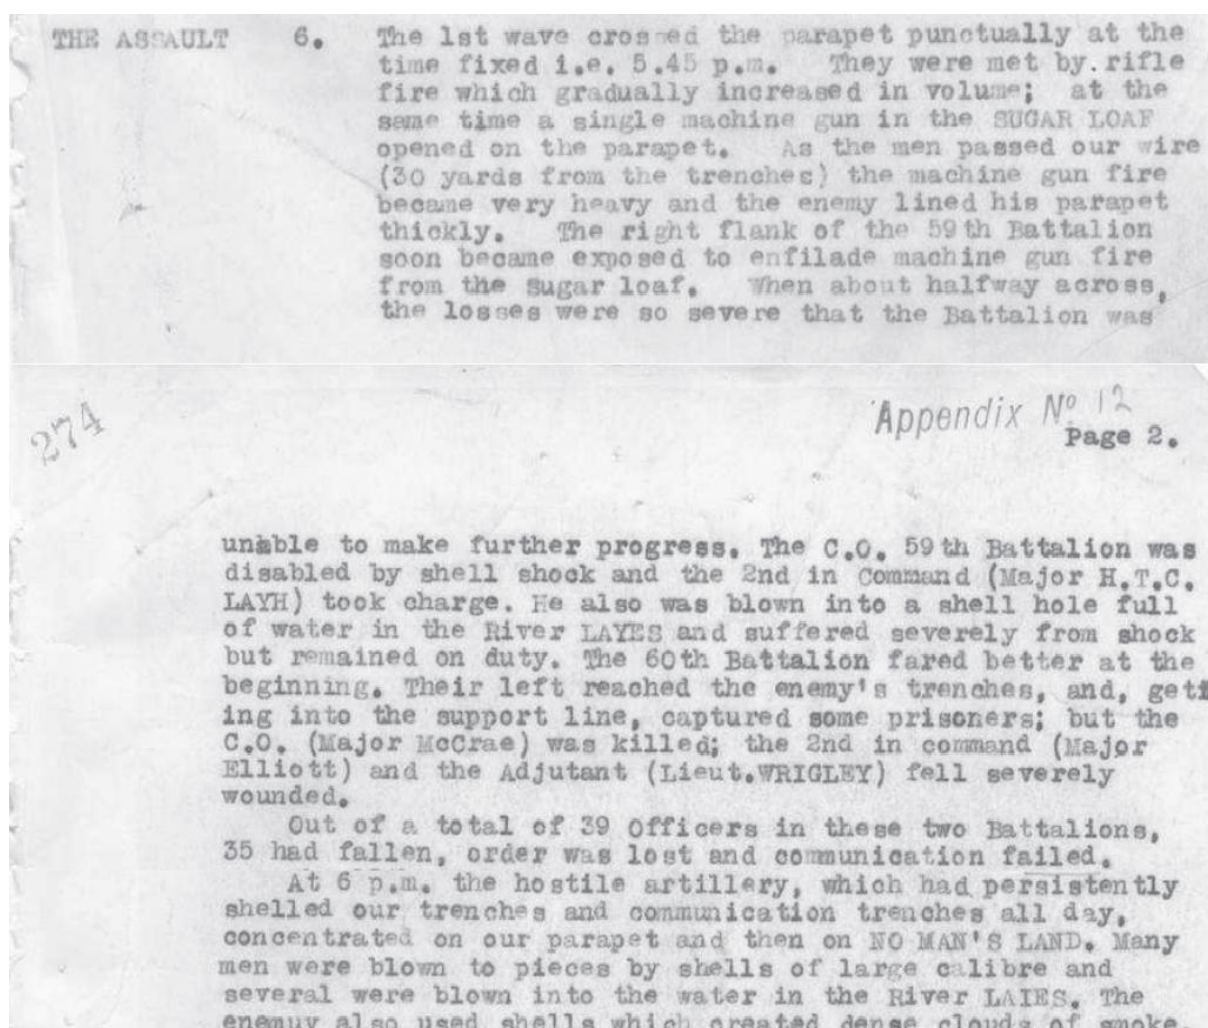 THE ASSAULT 6. The 1st wave crossed the parapet punctually at the
time fixed i.e. 5.45 p.m. They were met by rifle
fire which gradually increased in volume; at the
same time a single machine gun in the SUGAR LOAF
opened on the parapet. As the men passed our wire
(30 yards from the trenches) the machine gun fire
became very heavy and the enemy lined his parapet
thickly. The right flank of the 59th Battalion
soon became exposed to enfilade machine gun fire
from the Sugar loaf. When about halfway across,
the losses were so severe that the Battalion was
274
Appendix No 12
Page 2.
unable to make further progress. The C.O. 59th Battalion was
disabled by shell shock and the 2nd in Command (Major H.T.C.
LAYH) took charge. He also was blown into a shell hole full
of water in the River LAYES and suffered severely from shock
but remained on duty. The 60th Battalion fared better at the
beginning. Their left reached the enemy's trenches, and, gett
ing into the support line, captured some prisoners; but the
C.O. (Major McCrae) was killed; the 2nd in command (Major
Elliott) and the Adjutant (Lieut.WRIGLEY) fell severely
wounded.
Out of a total of 39 Officers in these two Battalions,
35 had fallen, order was lost and communication failed.
At 6 p.m. the hostile artillery, which had persistently
shelled our trenches and communication trenches all day,
concentrated on our parapet and then on NO MAN'S LAND. Many
men were blown to pieces by shells of large calibre and
several were blown into the water in the River LAIES. The
enemuy also used shells which created dense clouds of smoke